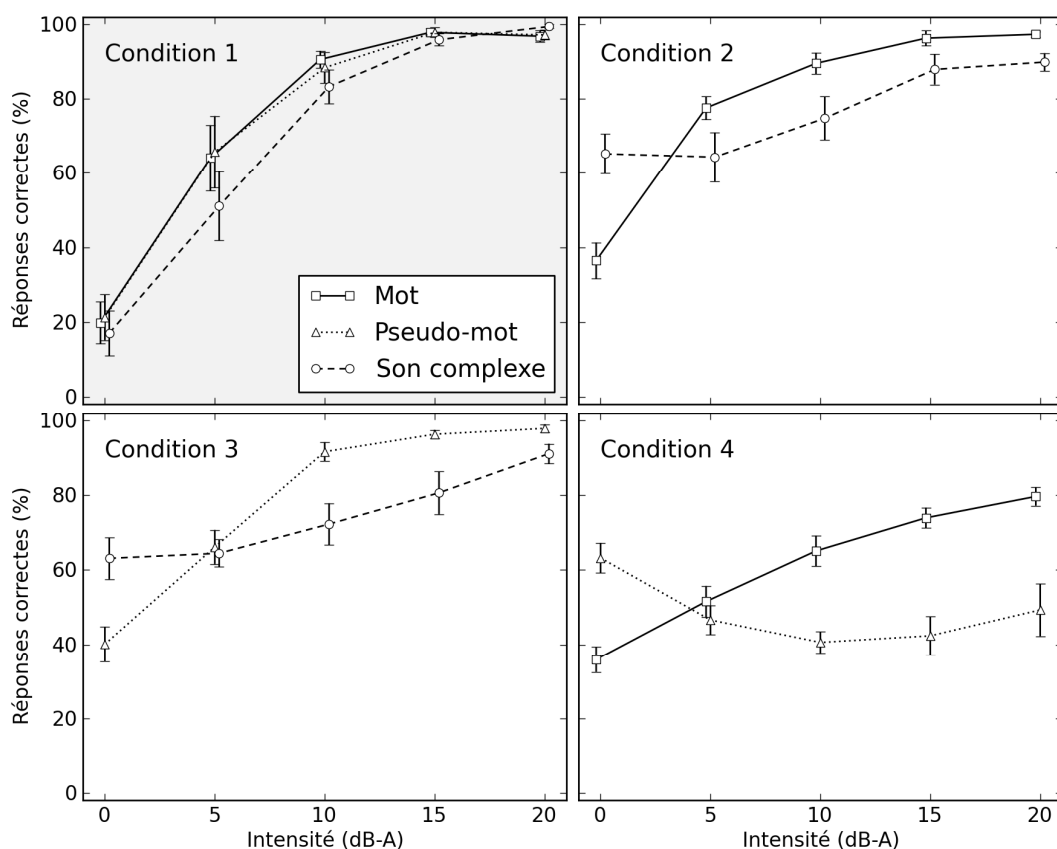 Condition 1
Condition 2
Réponses correctes (%)
100
80
60
40
20
0
Mot
Pseudo-mot
Son complexe
Condition 3
Condition 4
Réponses correctes (%)
100
80
60
40
20
0
0 5 10 15 20
Intensité (dB-A)
0 5 10 15 20
Intensité (dB-A)